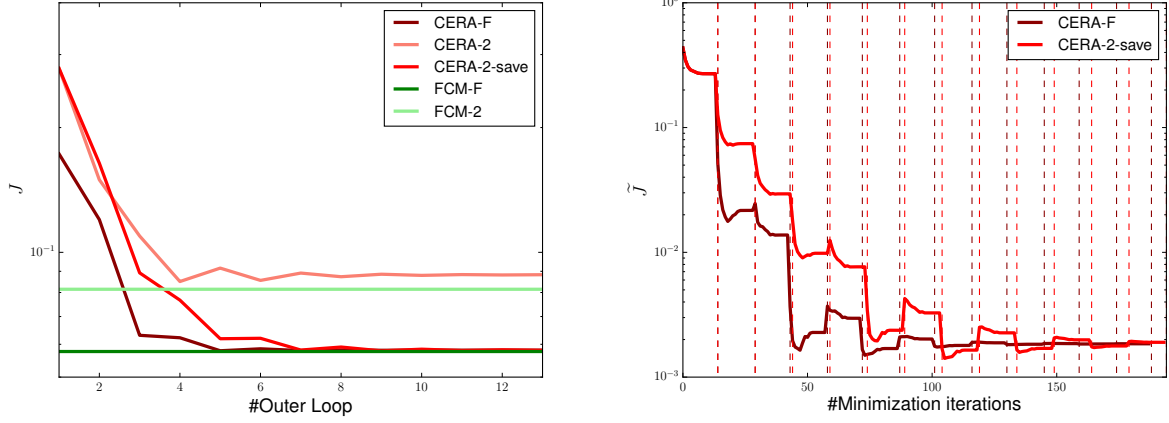 CERA-F
CERA-2
CERA-2-save
FCM-F
FCM-2
J
10⁻¹
2
4
6
8
10
12
#Outer Loop
10⁰
CERA-F
CERA-2-save
10⁻¹
J̃
10⁻²
10⁻³
0
50
100
150
#Minimization iterations